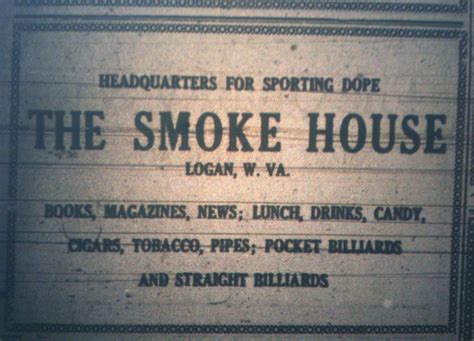 HEADQUARTERS FOR SPORTING DOPE
THE SMOKE HOUSE
LOGAN, W. VA.
BOOKS, MAGAZINES, NEWS; LUNCH, DRINKS, CANDY,
CIGARS, TOBACCO, PIPES; POCKET BILLIARDS
AND STRAIGHT BILLIARDS